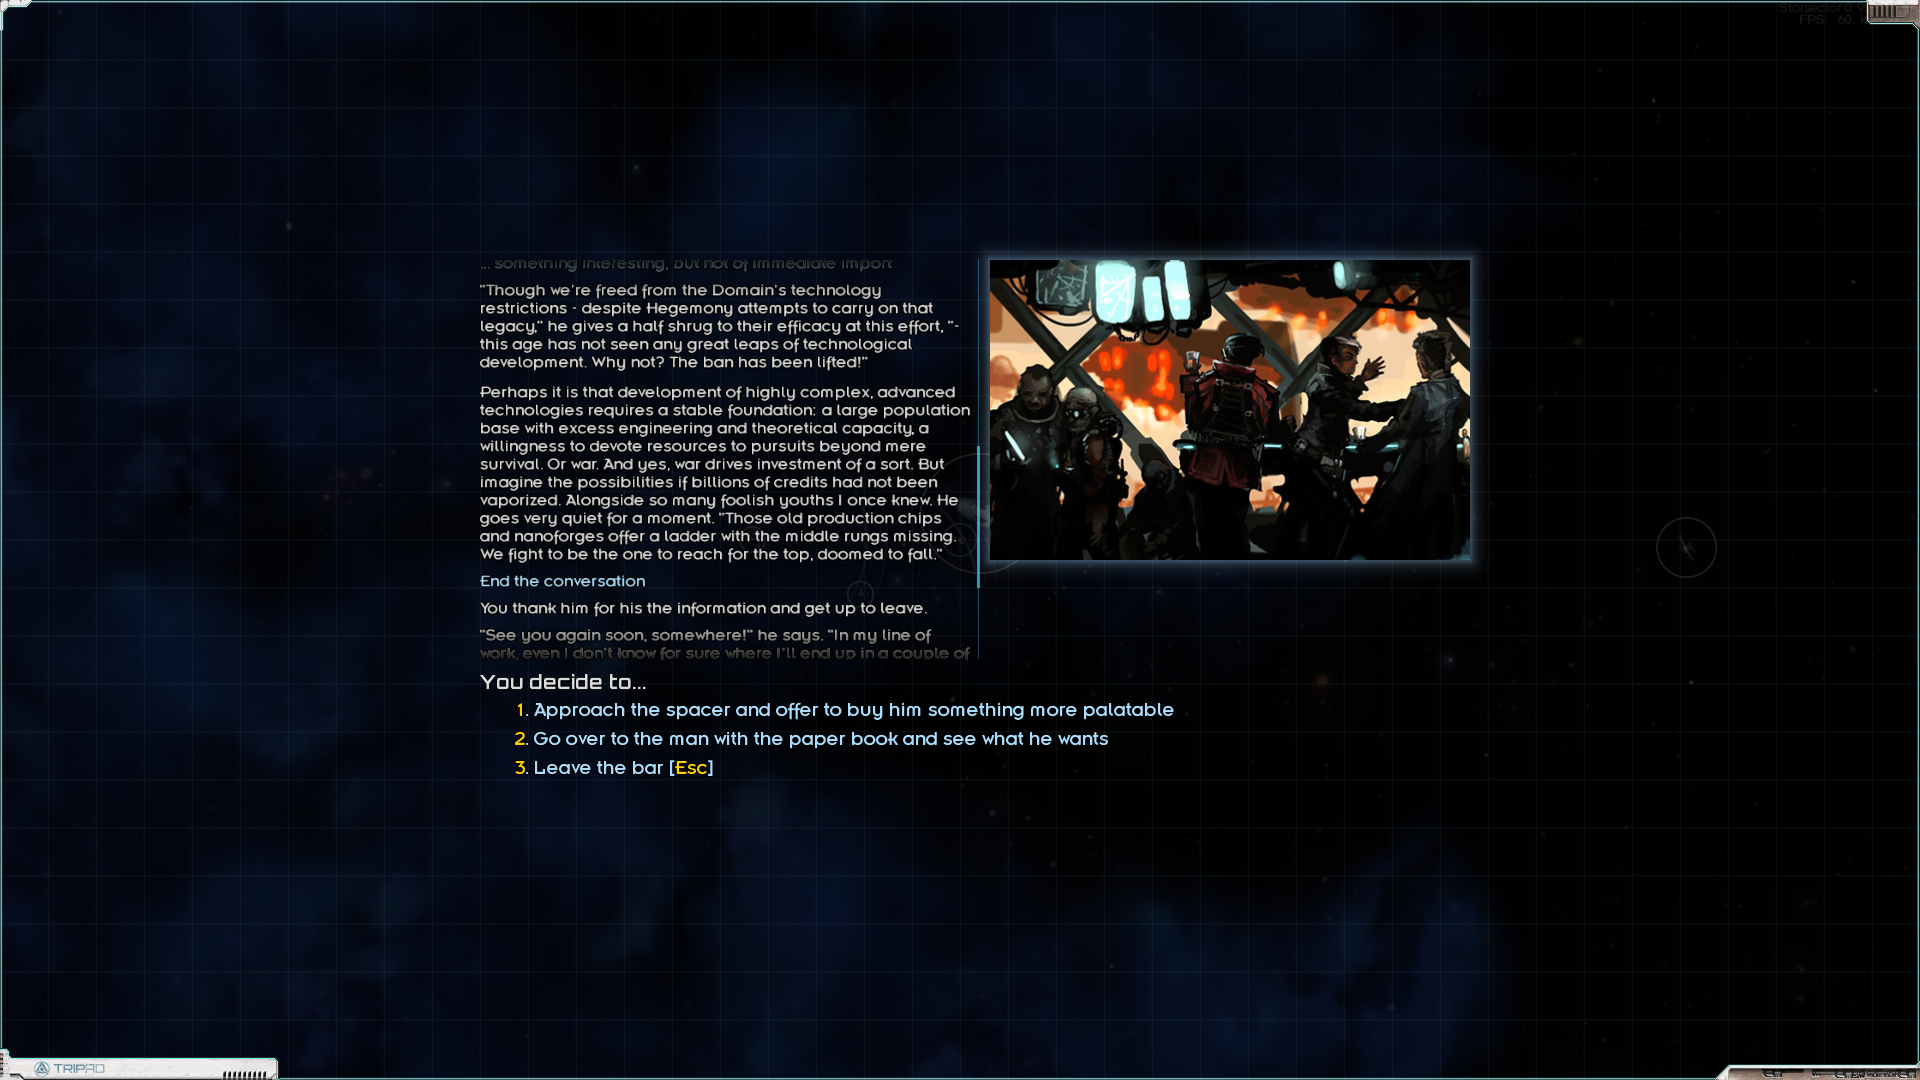 Starsector 0.9
FPS: 60,
... something interesting, but not of immediate import
"Though we're freed from the Domain's technology
restrictions - despite Hegemony attempts to carry on that
legacy," he gives a half shrug to their efficacy at this effort, "-
this age has not seen any great leaps of technological
development. Why not? The ban has been lifted!"
Perhaps it is that development of highly complex, advanced
technologies requires a stable foundation: a large population
base with excess engineering and theoretical capacity, a
willingness to devote resources to pursuits beyond mere
survival. Or war. And yes, war drives investment of a sort. But
imagine the possibilities if billions of credits had not been
vaporized. Alongside so many foolish youths I once knew. He
goes very quiet for a moment. "Those old production chips
and nanoforges offer a ladder with the middle rungs missing.
We fight to be the one to reach for the top, doomed to fall."
End the conversation
You thank him for his the information and get up to leave.
"See you again soon, somewhere!" he says. "In my line of
work, even I don't know for sure where I'll end up in a couple of
You decide to...
1. Approach the spacer and offer to buy him something more palatable
2. Go over to the man with the paper book and see what he wants
3. Leave the bar [Esc]
TRIPAD